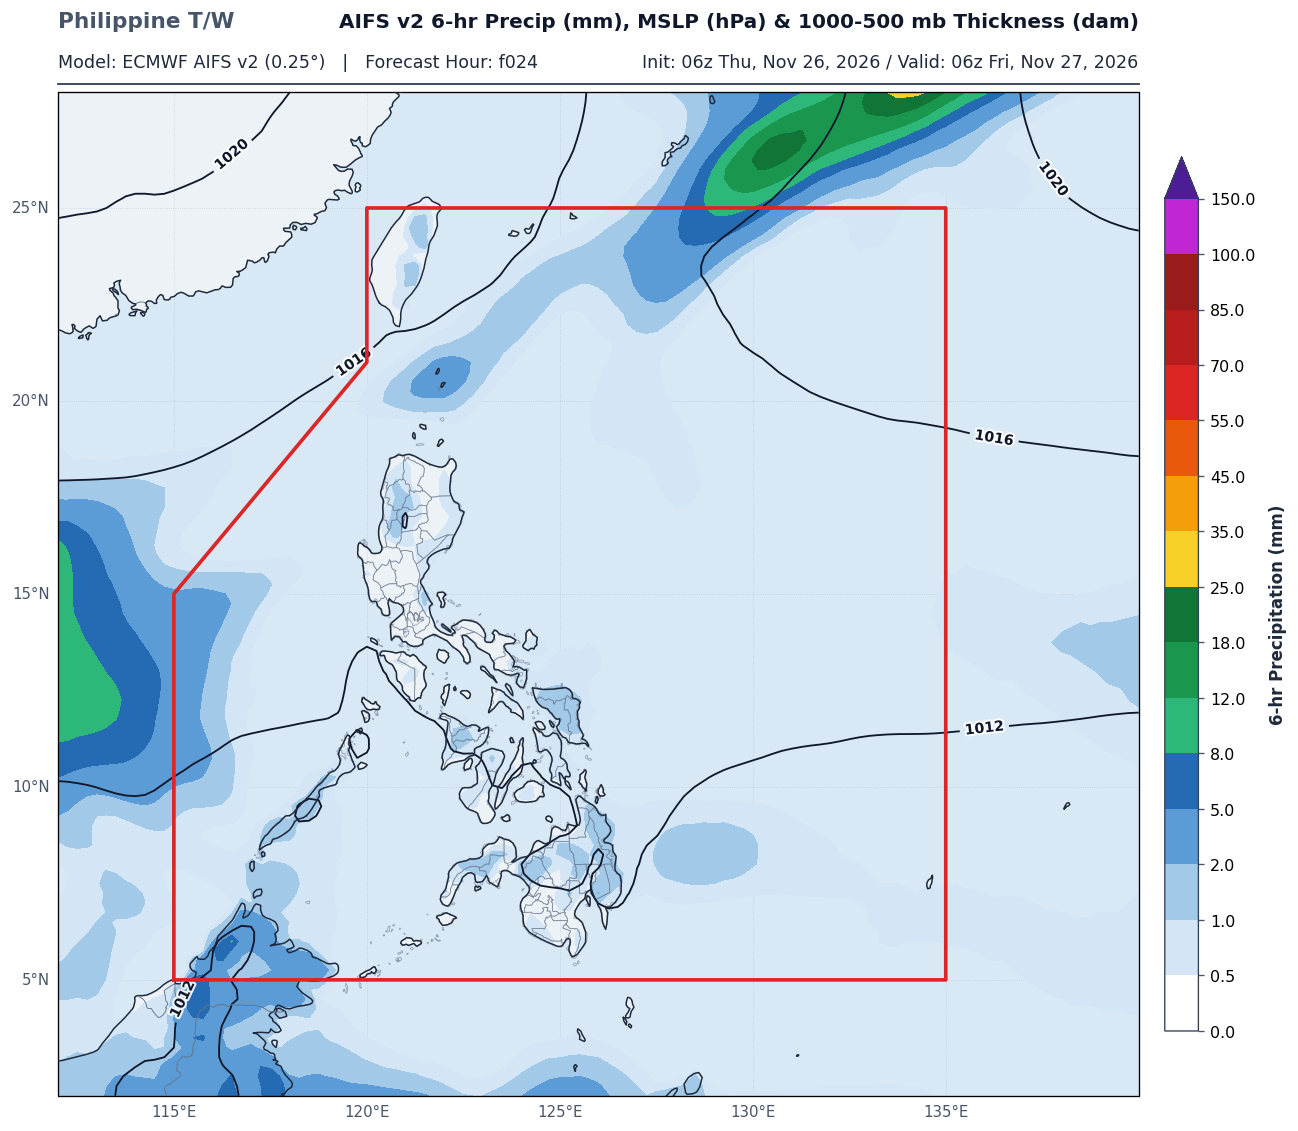 Philippine T/W
AIFS v2 6-hr Precip (mm), MSLP (hPa) & 1000-500 mb Thickness (dam)
Model: ECMWF AIFS v2 (0.25°) | Forecast Hour: f024
Init: 06z Thu, Nov 26, 2026 / Valid: 06z Fri, Nov 27, 2026
1020
1020
1016
1016
1012
1012
25°N
20°N
15°N
10°N
5°N
115°E
120°E
125°E
130°E
135°E
150.0
100.0
85.0
70.0
55.0
45.0
35.0
25.0
18.0
12.0
8.0
5.0
2.0
1.0
0.5
0.0
6-hr Precipitation (mm)